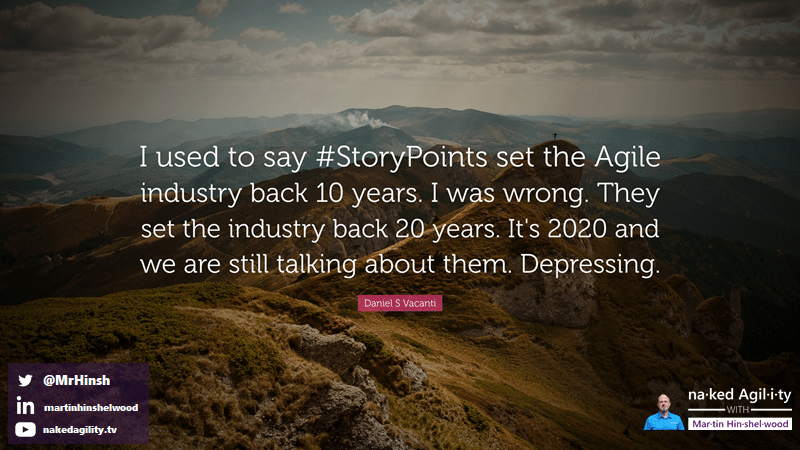 I used to say #StoryPoints set the Agile
industry back 10 years. I was wrong. They
set the industry back 20 years. It's 2020 and
we are still talking about them. Depressing.
Daniel S Vacanti
@MrHinsh
martinhinshelwood
nakedagility.tv
na·ked Agil·i·ty
WITH
Mar·tin Hin·shel·wood